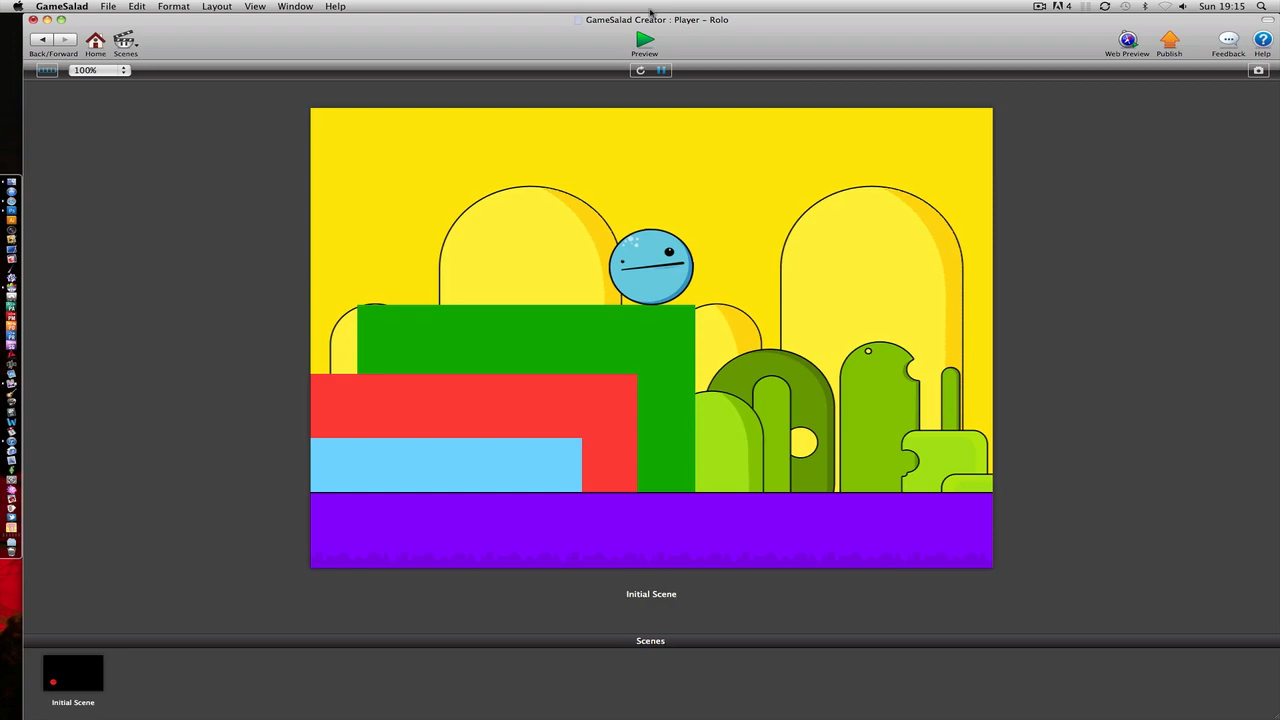 GameSalad File Edit Format Layout View Window Help 4 Sun 19:15
GameSalad Creator : Player – Rolo
Back/Forward Home Scenes Preview Web Preview Publish Feedback Help
100%
Initial Scene
Scenes
Initial Scene